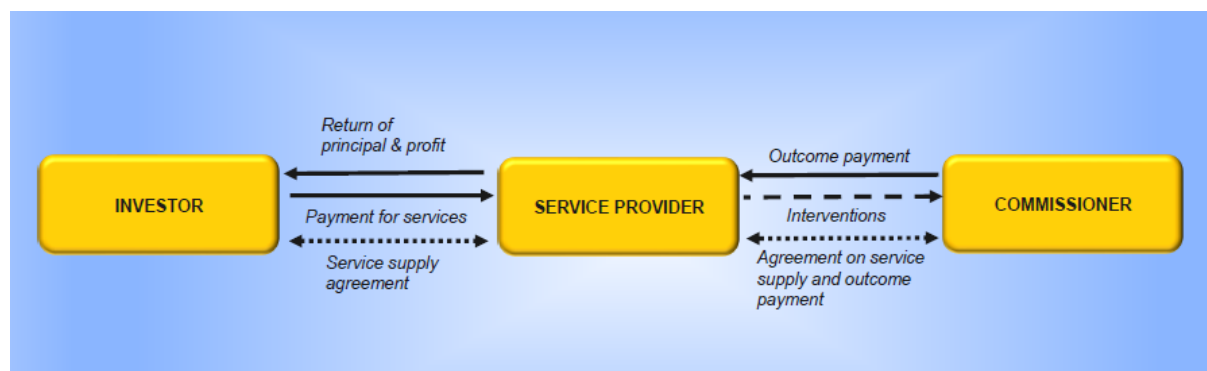 Return of
principal & profit
INVESTOR
Payment for services
Service supply
agreement
SERVICE PROVIDER
Outcome payment
Interventions
Agreement on service
supply and outcome
payment
COMMISSIONER